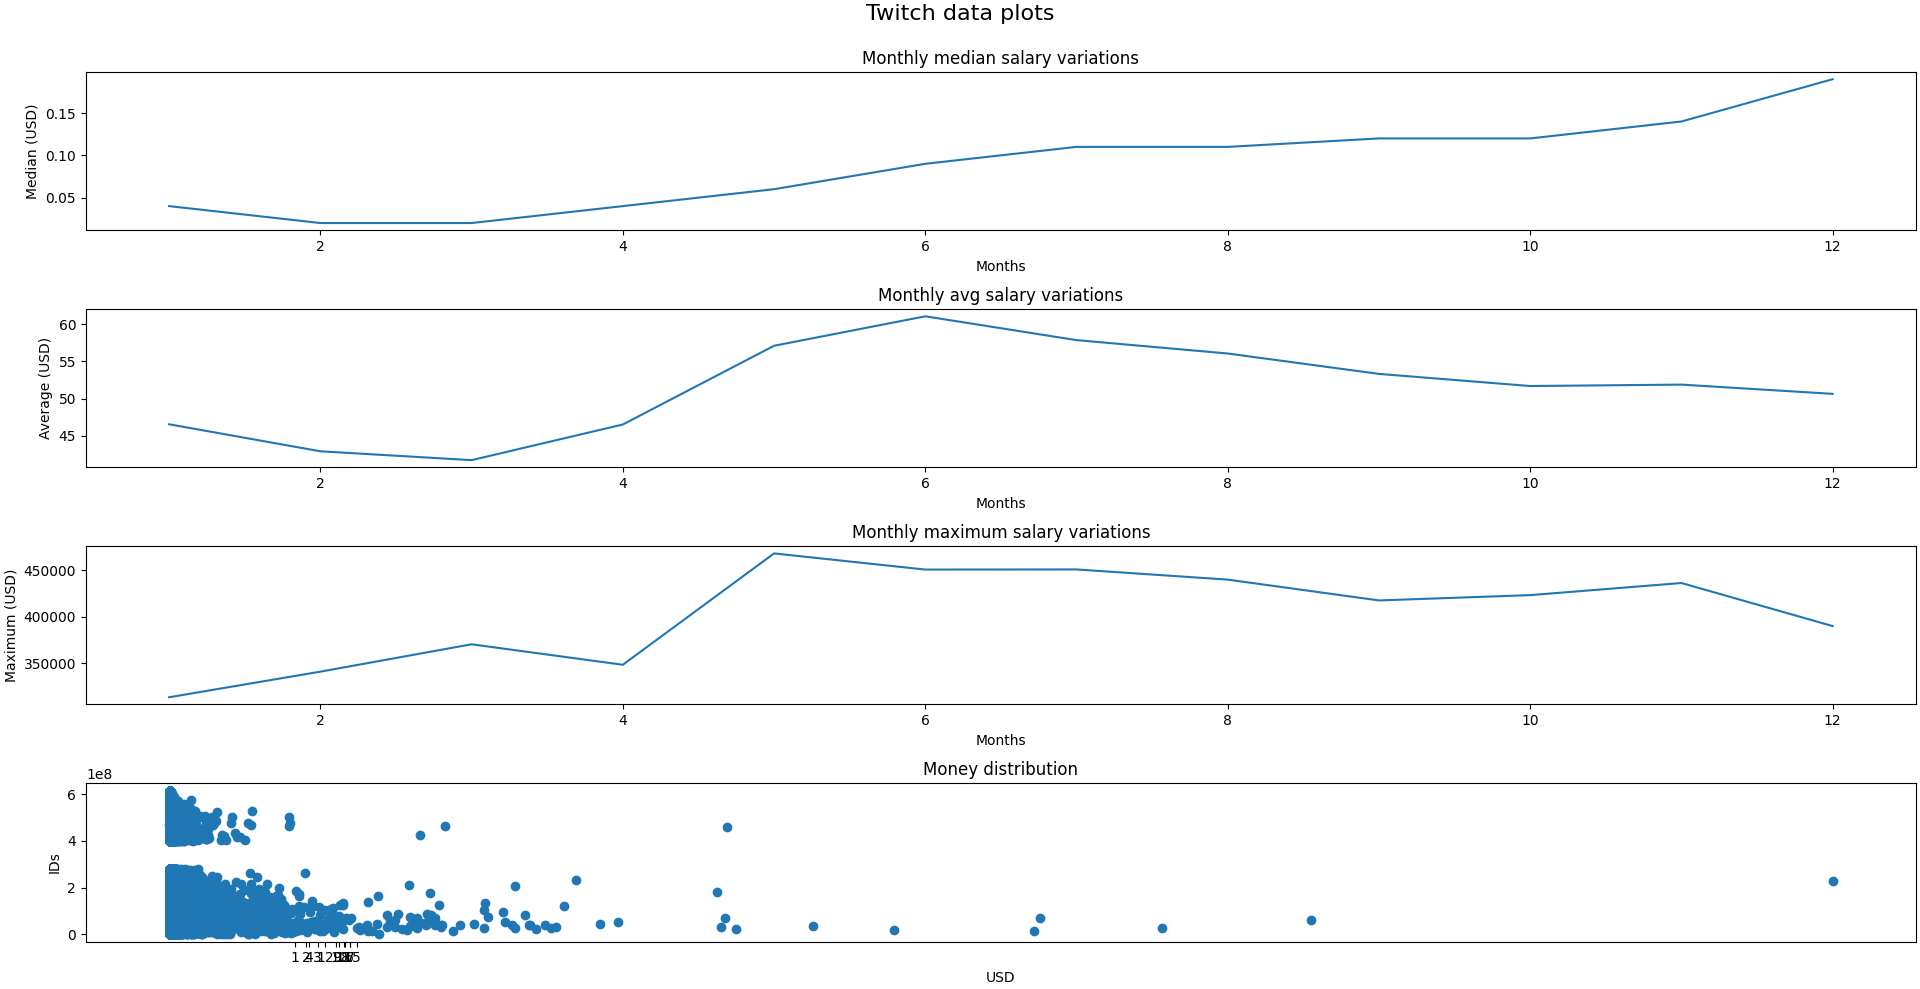 Twitch data plots
Monthly median salary variations
Median (USD)
0.15
0.10
0.05
2 4 6 8 10 12
Months
Monthly avg salary variations
Average (USD)
60
55
50
45
2 4 6 8 10 12
Months
Monthly maximum salary variations
Maximum (USD)
450000
400000
350000
2 4 6 8 10 12
Months
Money distribution
1e8
IDs
6
4
2
0
1
USD